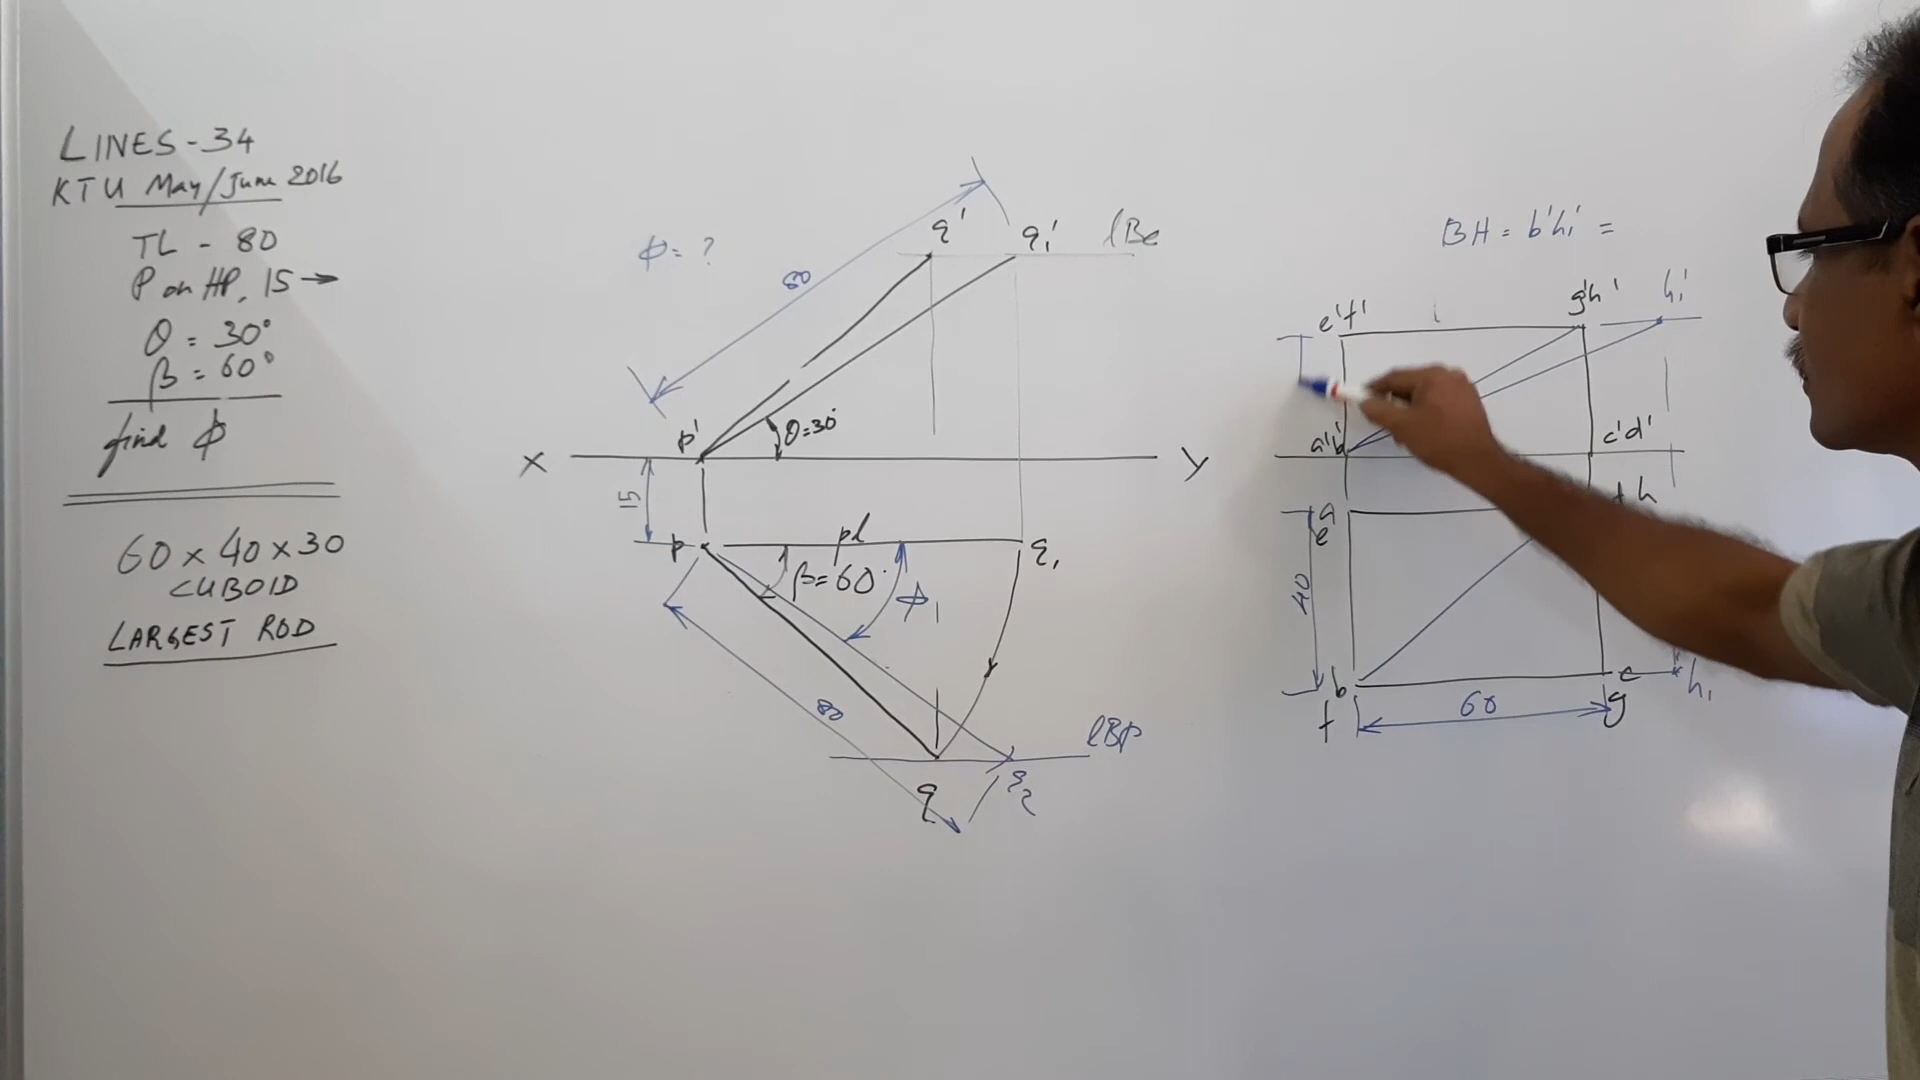 LINES - 34
KTU May/June 2016
TL - 80
P on HP, 15 →
θ = 30°
β = 60°
find ϕ
60 x 40 x 30
CUBOID
LARGEST ROD
ϕ = ?
80
q'
q₁'
p'
θ=30°
X
Y
15
p
pl
q₁
β=60°
ϕ₁
80
lBp
q
q₂
BH = b'h₁' =
e'f'
g'h'
h₁'
a'b'
c'd'
a
e
h
40
b
f
60
c
g
h₁